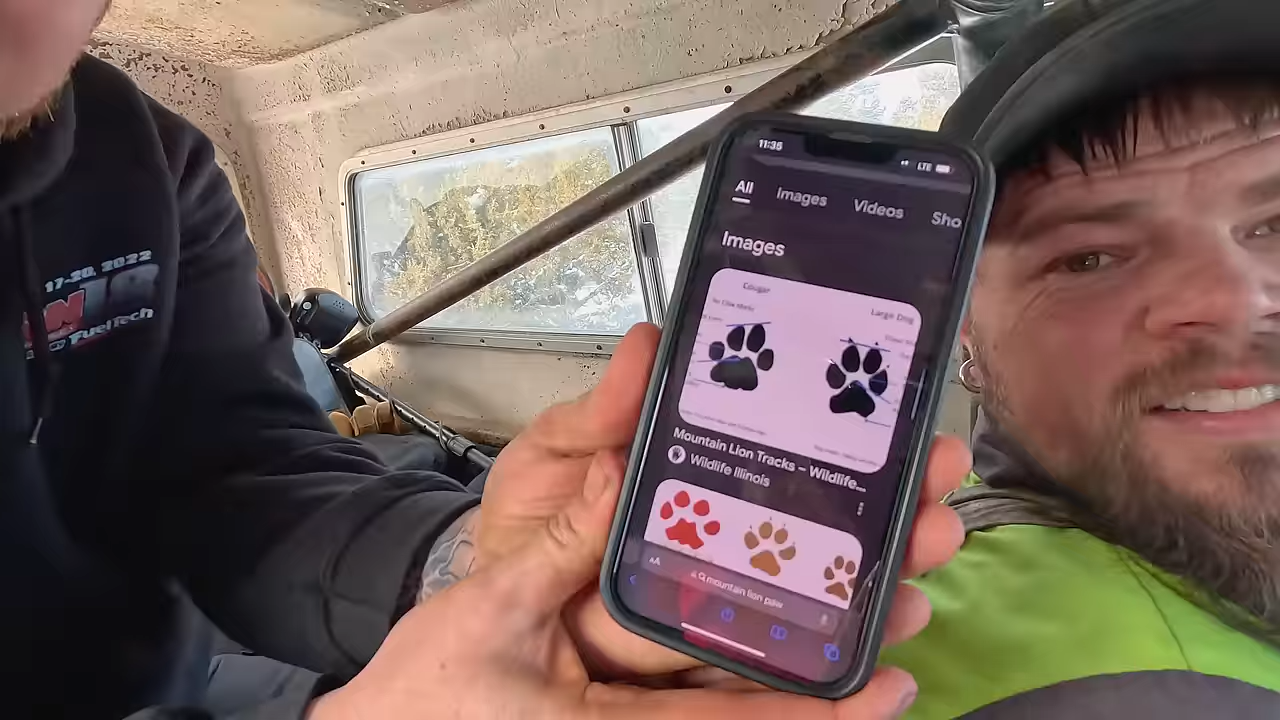 17-20, 2022
FuelTech
11:36
LTE
All
Images
Videos
Sho
Images
Cougar
Large Dog
Mountain Lion Tracks – Wildlife...
Wildlife Illinois
AA
mountain lion paw